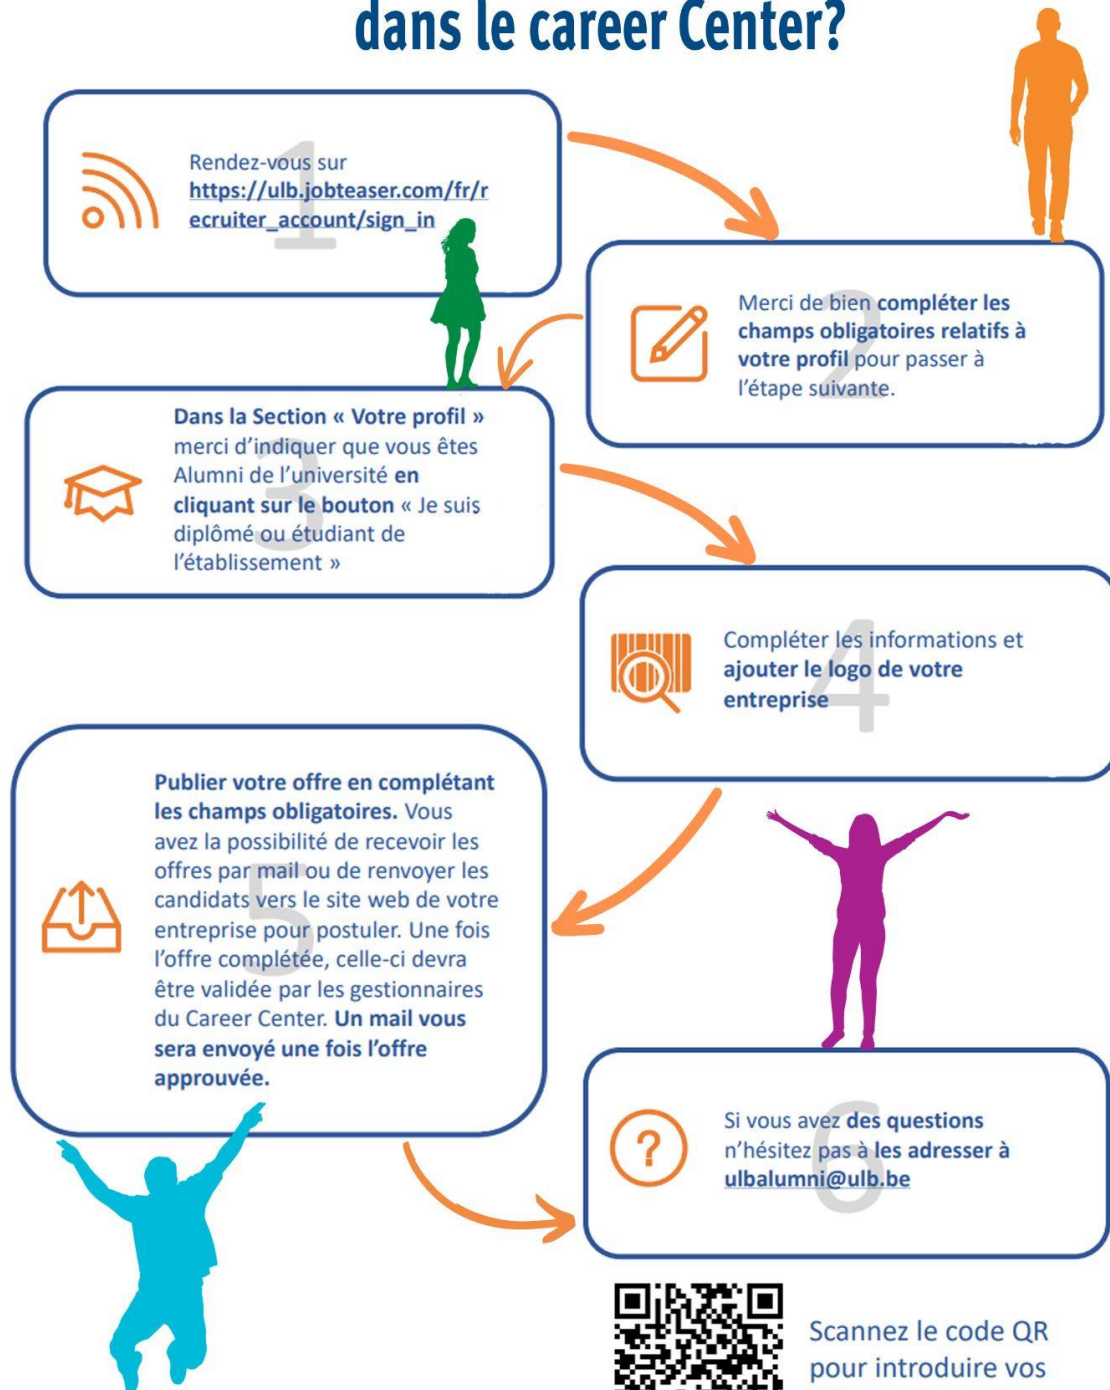 dans le career Center?
1
Rendez-vous sur
https://ulb.jobteaser.com/fr/r
ecruiter_account/sign_in
2
Merci de bien compléter les
champs obligatoires relatifs à
votre profil pour passer à
l'étape suivante.
3
Dans la Section « Votre profil »
merci d'indiquer que vous êtes
Alumni de l'université en
cliquant sur le bouton « Je suis
diplômé ou étudiant de
l'établissement »
4
Compléter les informations et
ajouter le logo de votre
entreprise
5
Publier votre offre en complétant
les champs obligatoires. Vous
avez la possibilité de recevoir les
offres par mail ou de renvoyer les
candidats vers le site web de votre
entreprise pour postuler. Une fois
l'offre complétée, celle-ci devra
être validée par les gestionnaires
du Career Center. Un mail vous
sera envoyé une fois l'offre
approuvée.
6
?
Si vous avez des questions
n'hésitez pas à les adresser à
ulbalumni@ulb.be
Scannez le code QR
pour introduire vos